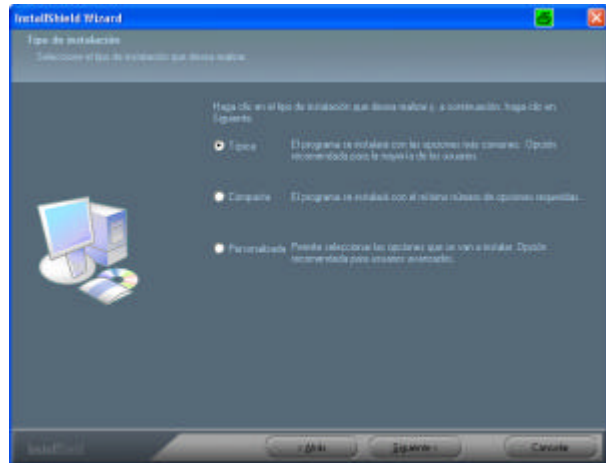 InstallShield Wizard
Tipo de instalación
Seleccione el tipo de instalación que desea realizar.
Haga clic en el tipo de instalación que desea realizar y, a continuación, haga clic en
Siguiente.
Típica
El programa se instalará con las opciones más comunes. Opción
recomendada para la mayoría de los usuarios.
Compacta
El programa se instalará con el mínimo número de opciones requeridas.
Personalizada
Permite seleccionar las opciones que se van a instalar. Opción
recomendada para usuarios avanzados.
InstallShield
< Atrás
Siguiente >
Cancelar